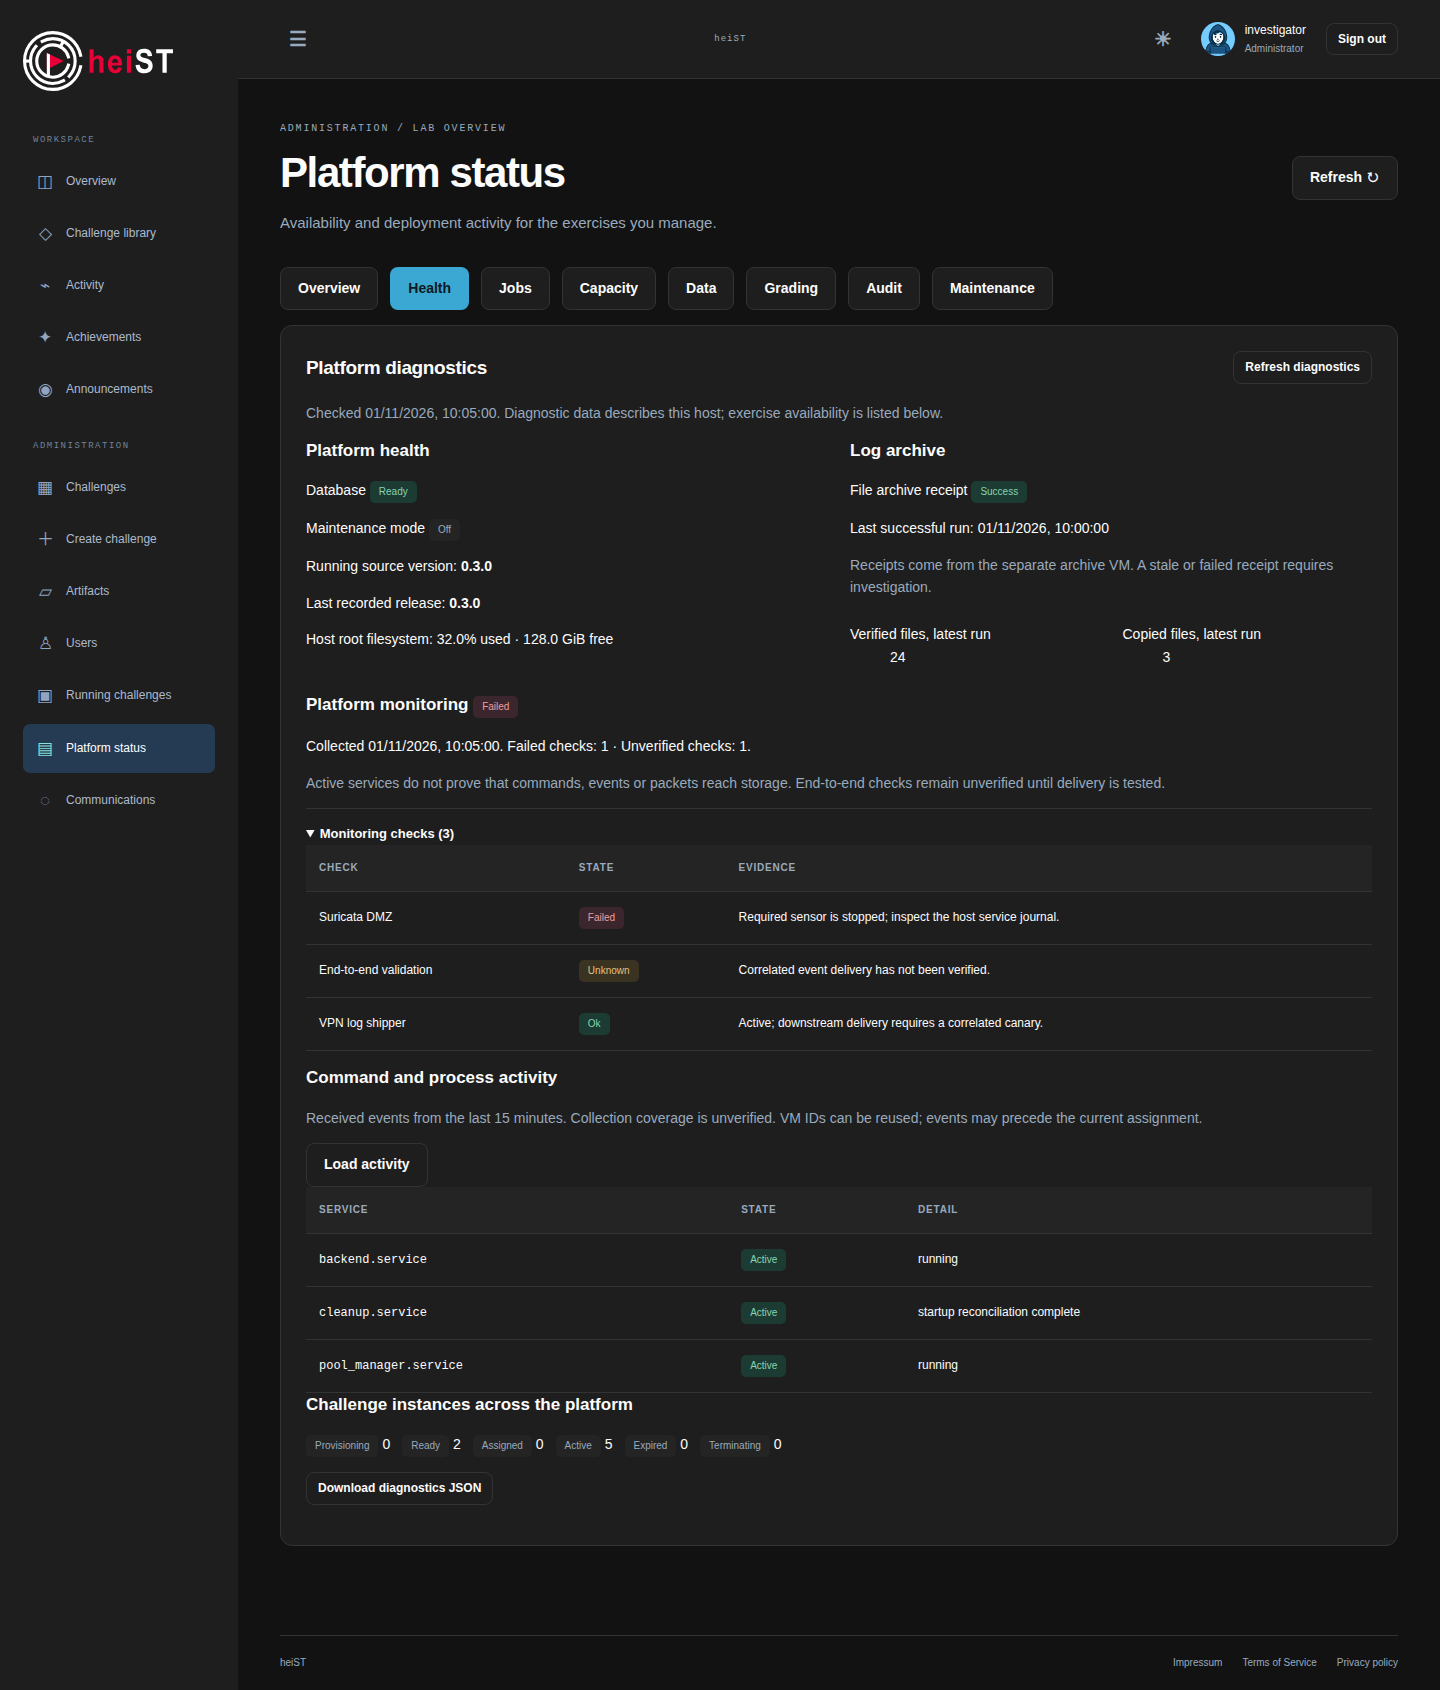 heiST
WORKSPACE
Overview
Challenge library
Activity
Achievements
Announcements
ADMINISTRATION
Challenges
Create challenge
Artifacts
Users
Running challenges
Platform status
Communications
heiST
investigator
Administrator
Sign out
ADMINISTRATION / LAB OVERVIEW
Platform status
Refresh ↻
Availability and deployment activity for the exercises you manage.
Overview
Health
Jobs
Capacity
Data
Grading
Audit
Maintenance
Platform diagnostics
Refresh diagnostics
Checked 01/11/2026, 10:05:00. Diagnostic data describes this host; exercise availability is listed below.
Platform health
Database Ready
Maintenance mode Off
Running source version: 0.3.0
Last recorded release: 0.3.0
Host root filesystem: 32.0% used · 128.0 GiB free
Log archive
File archive receipt Success
Last successful run: 01/11/2026, 10:00:00
Receipts come from the separate archive VM. A stale or failed receipt requires
investigation.
Verified files, latest run
24
Copied files, latest run
3
Platform monitoring Failed
Collected 01/11/2026, 10:05:00. Failed checks: 1 · Unverified checks: 1.
Active services do not prove that commands, events or packets reach storage. End-to-end checks remain unverified until delivery is tested.
Monitoring checks (3)
CHECK STATE EVIDENCE
Suricata DMZ Failed Required sensor is stopped; inspect the host service journal.
End-to-end validation Unknown Correlated event delivery has not been verified.
VPN log shipper Ok Active; downstream delivery requires a correlated canary.
Command and process activity
Received events from the last 15 minutes. Collection coverage is unverified. VM IDs can be reused; events may precede the current assignment.
Load activity
SERVICE STATE DETAIL
backend.service Active running
cleanup.service Active startup reconciliation complete
pool_manager.service Active running
Challenge instances across the platform
Provisioning 0 Ready 2 Assigned 0 Active 5 Expired 0 Terminating 0
Download diagnostics JSON
heiST
Impressum Terms of Service Privacy policy